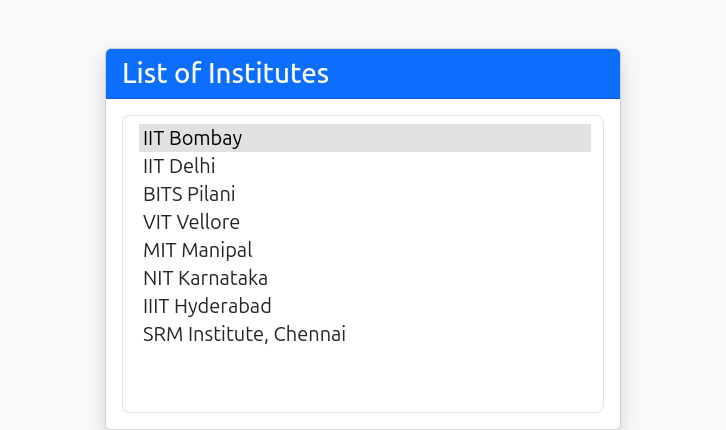 List of Institutes
IIT Bombay
IIT Delhi
BITS Pilani
VIT Vellore
MIT Manipal
NIT Karnataka
IIIT Hyderabad
SRM Institute, Chennai